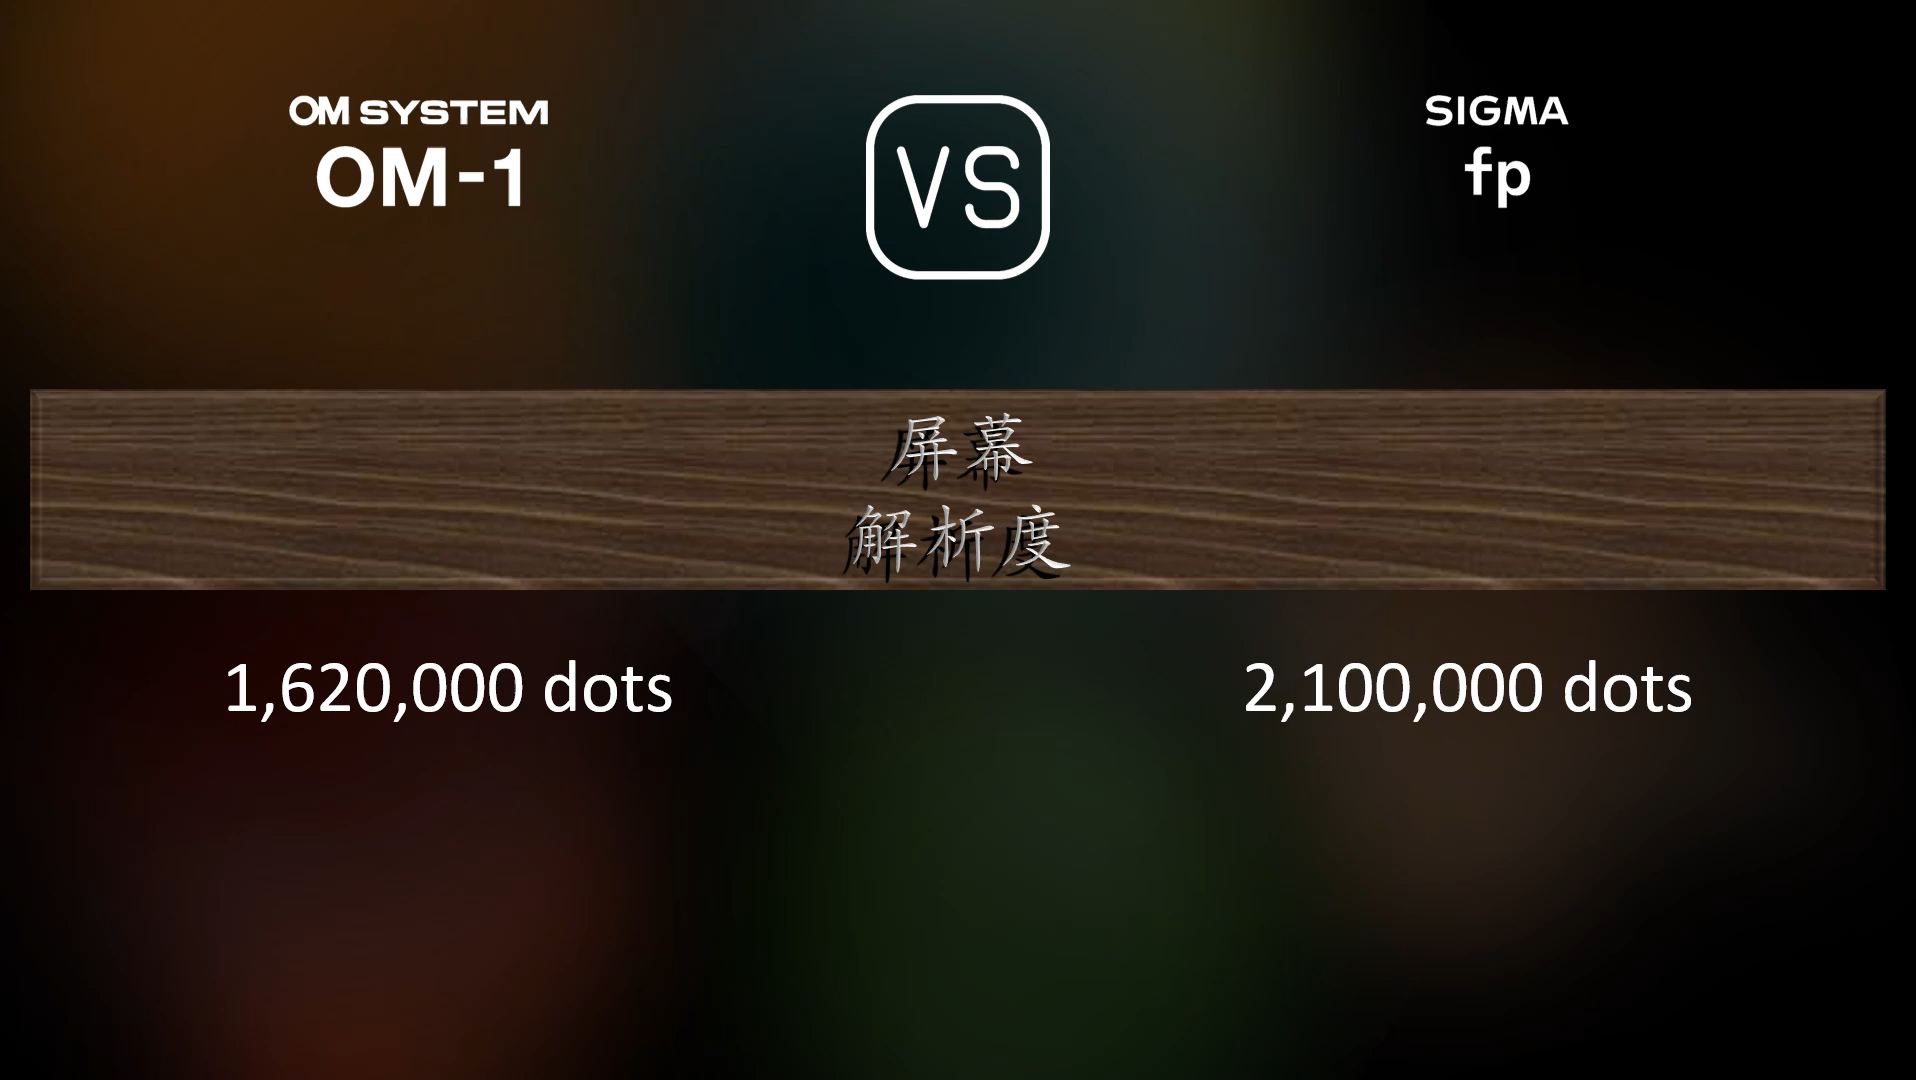 OM SYSTEM
OM-1
VS
SIGMA
fp
屏幕
解析度
1,620,000 dots
2,100,000 dots